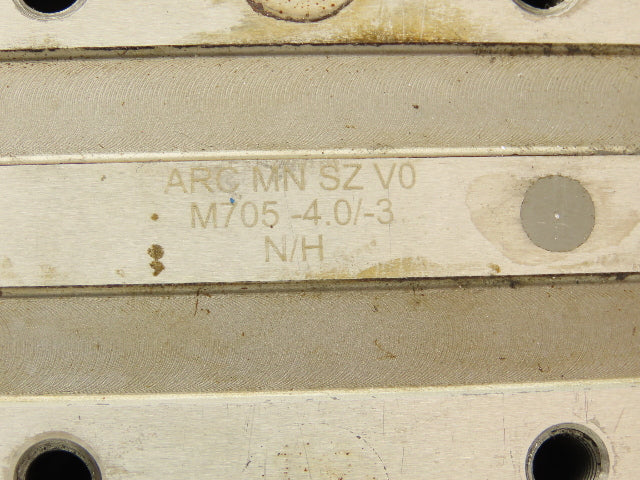 ARC MN SZ V0
M705 -4.0/-3
N/H